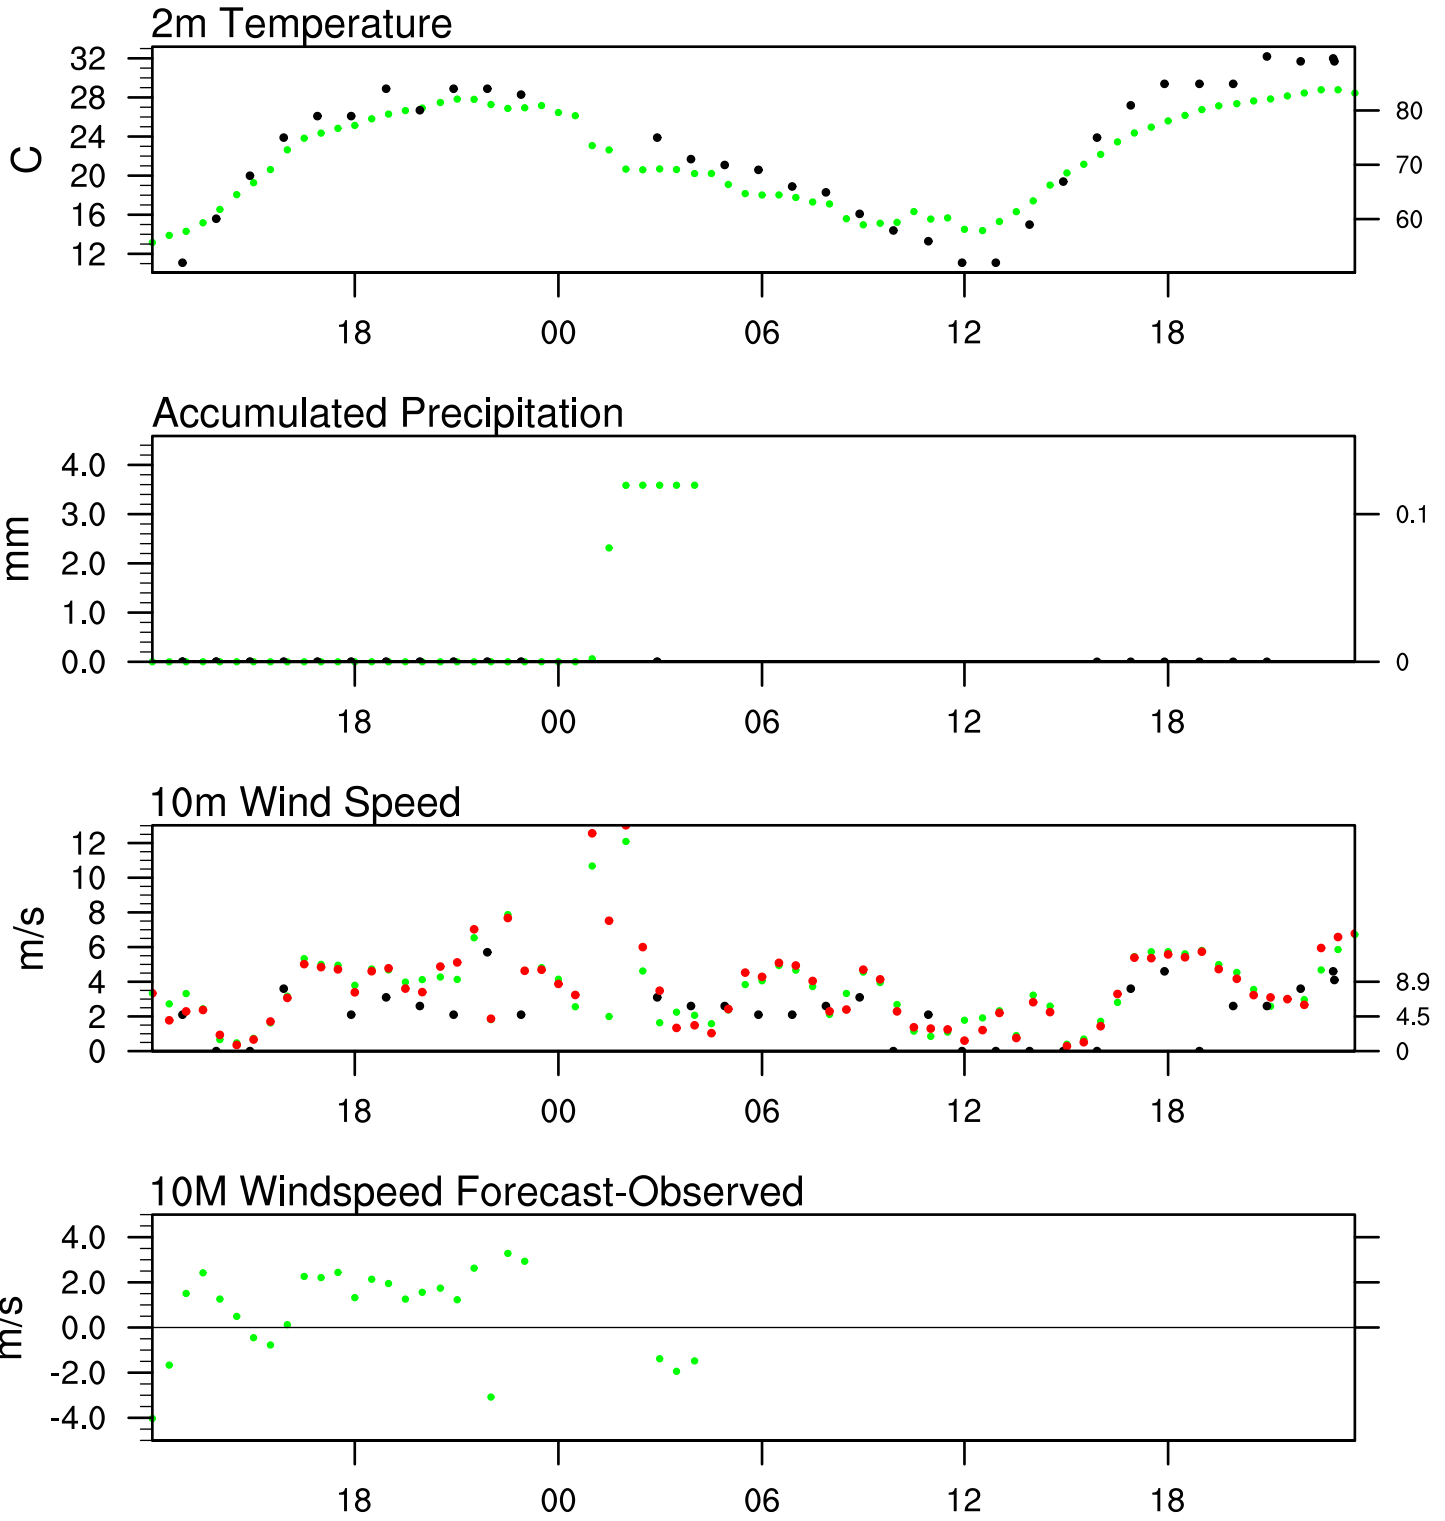 2m Temperature
32
28
24
20
16
12
C
80
70
60
18 00 06 12 18
Accumulated Precipitation
4.0
3.0
2.0
1.0
0.0
mm
0.1
0
18 00 06 12 18
10m Wind Speed
12
10
8
6
4
2
0
m/s
8.9
4.5
0
18 00 06 12 18
10M Windspeed Forecast-Observed
4.0
2.0
0.0
-2.0
-4.0
m/s
18 00 06 12 18